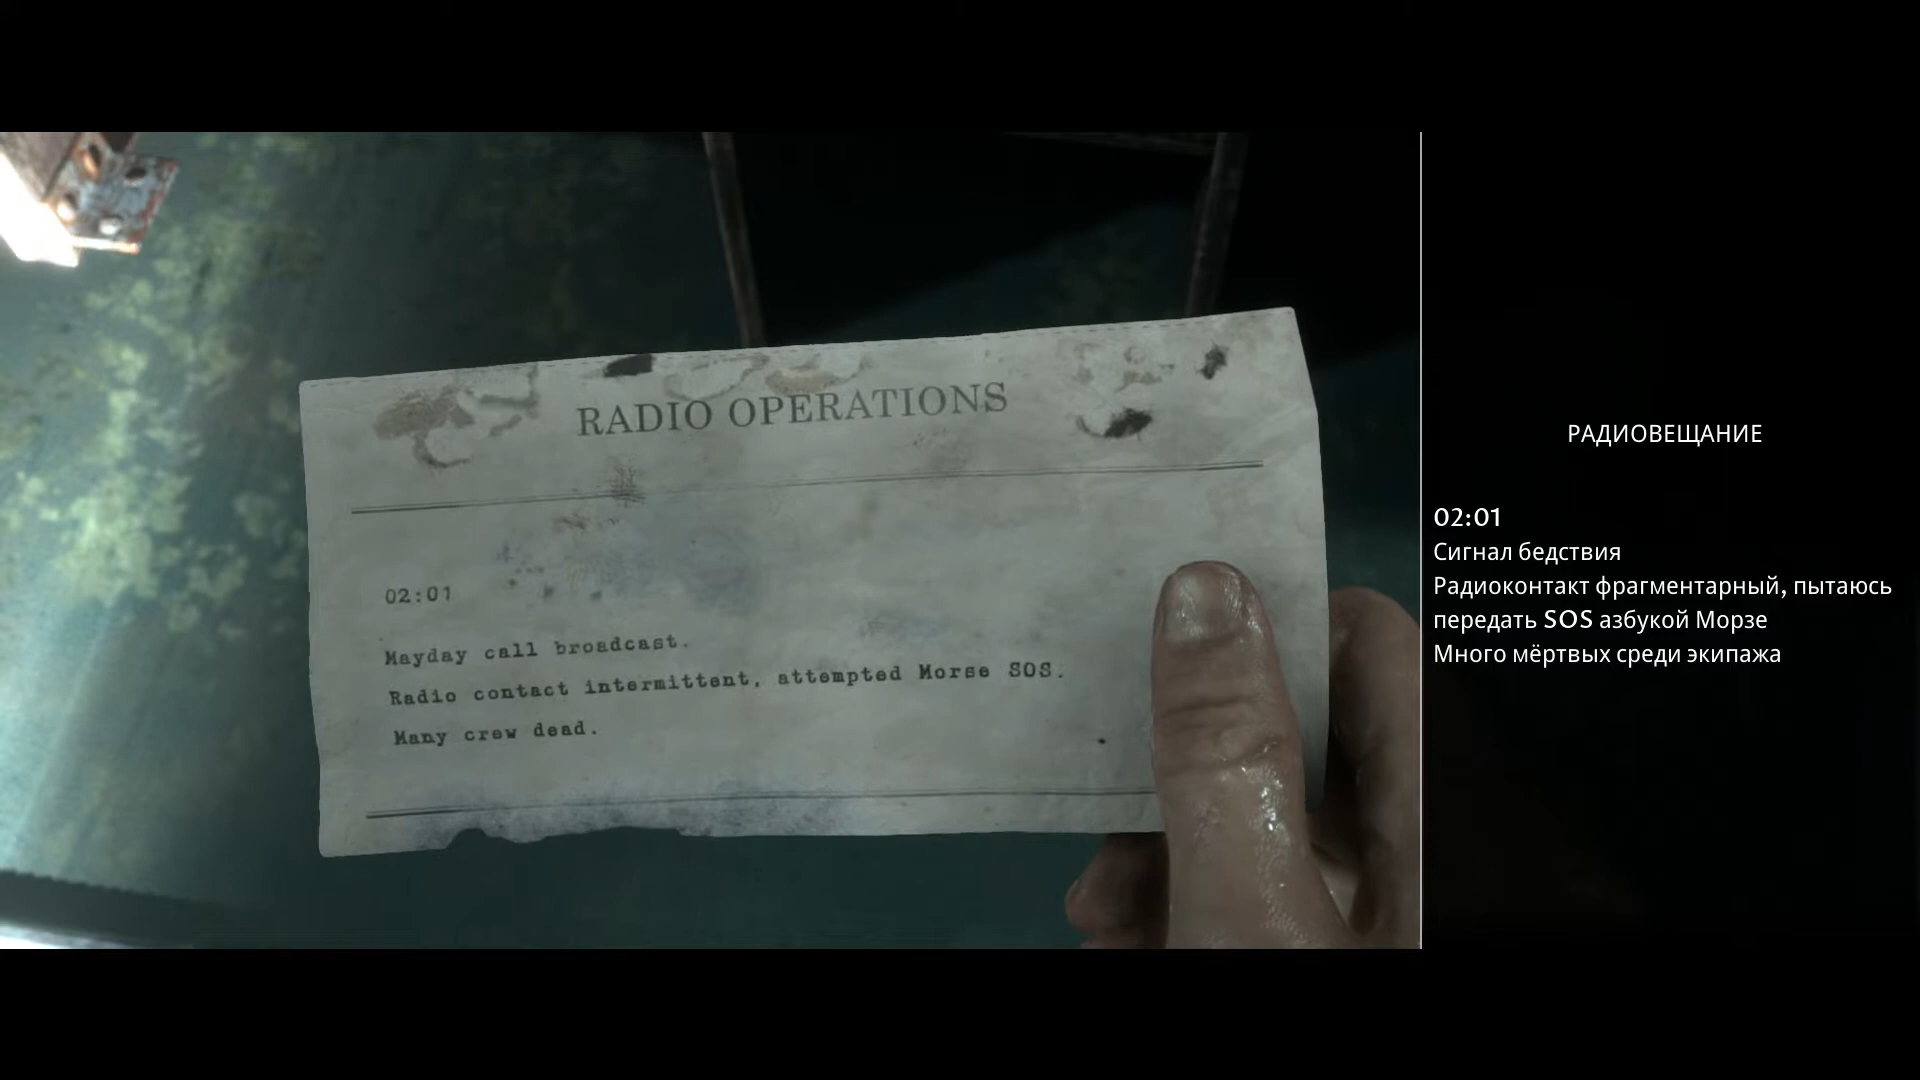 RADIO OPERATIONS
02:01
Mayday call broadcast.
Radio contact intermittent, attempted Morse SOS.
Many crew dead.
РАДИОВЕЩАНИЕ
02:01
Сигнал бедствия
Радиоконтакт фрагментарный, пытаюсь
передать SOS азбукой Морзе
Много мёртвых среди экипажа